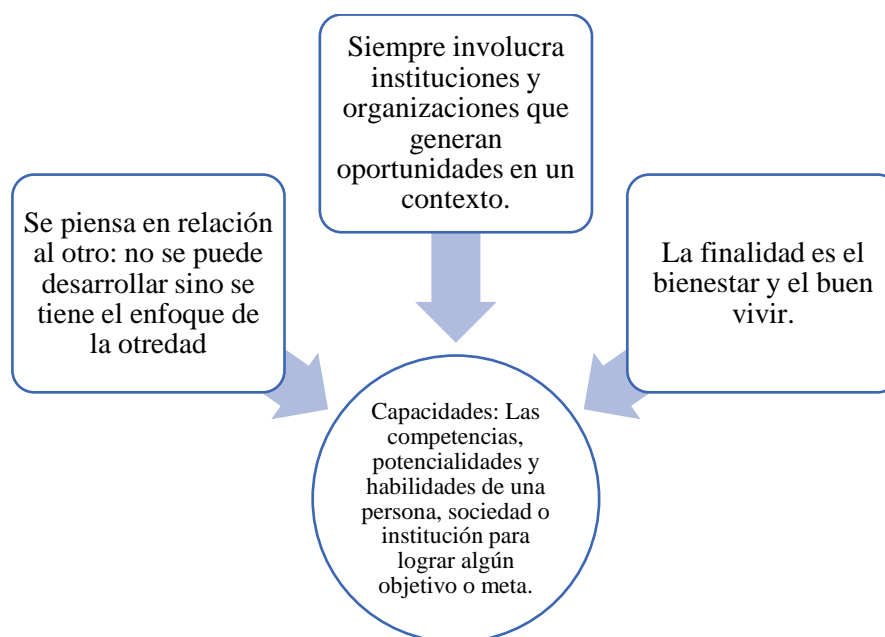 Siempre involucra
instituciones y
organizaciones que
generan
oportunidades en un
contexto.
Se piensa en relación
al otro: no se puede
desarrollar sino se
tiene el enfoque de
la otredad
La finalidad es el
bienestar y el buen
vivir.
Capacidades: Las
competencias,
potencialidades y
habilidades de una
persona, sociedad o
institución para
lograr algún
objetivo o meta.